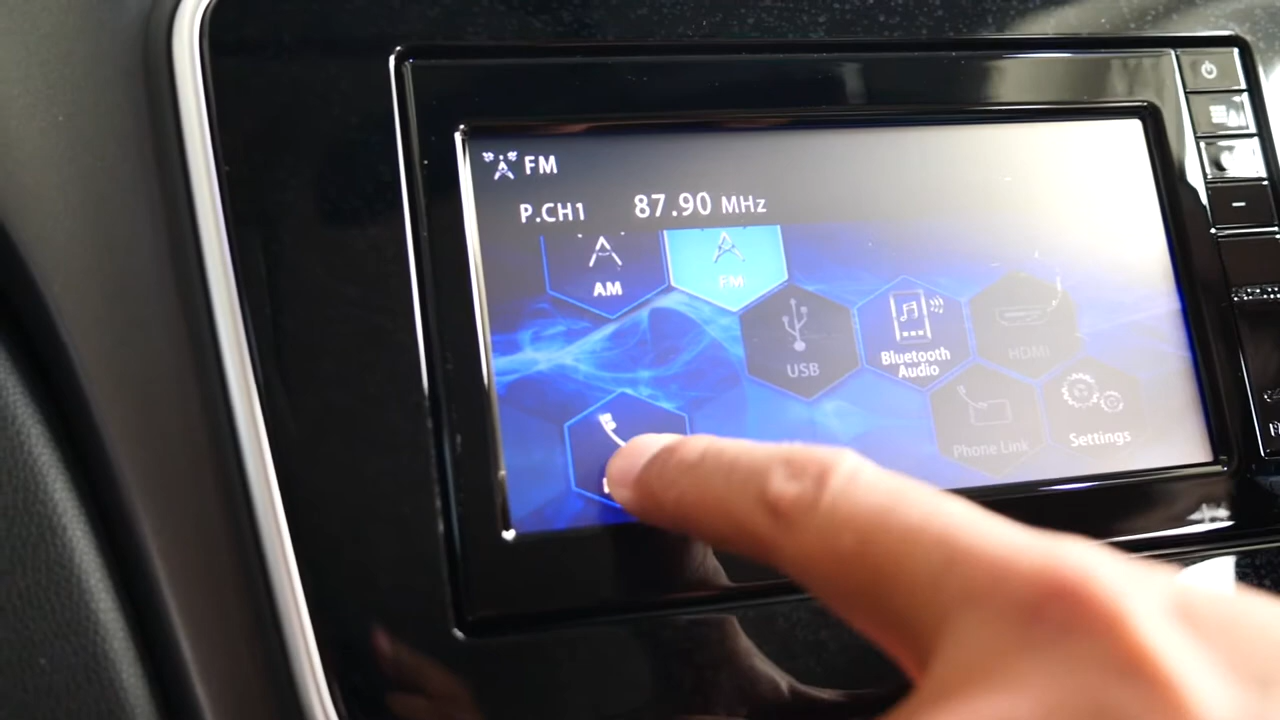 FM
P.CH1 87.90 MHz
AM
FM
USB
Bluetooth
Audio
HDMI
Phone Link
Settings